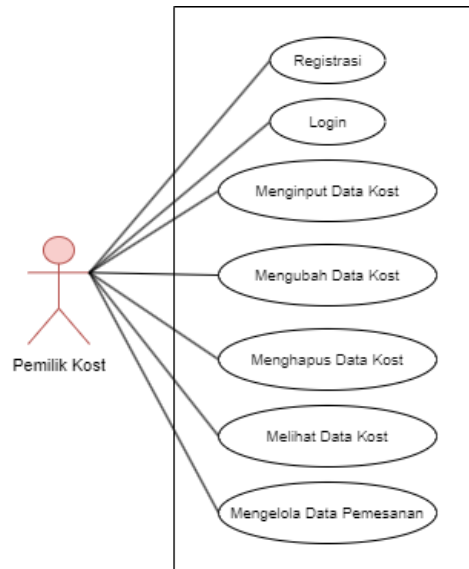 Registrasi
Login
Menginput Data Kost
Mengubah Data Kost
Pemilik Kost
Menghapus Data Kost
Melihat Data Kost
Mengelola Data Pemesanan